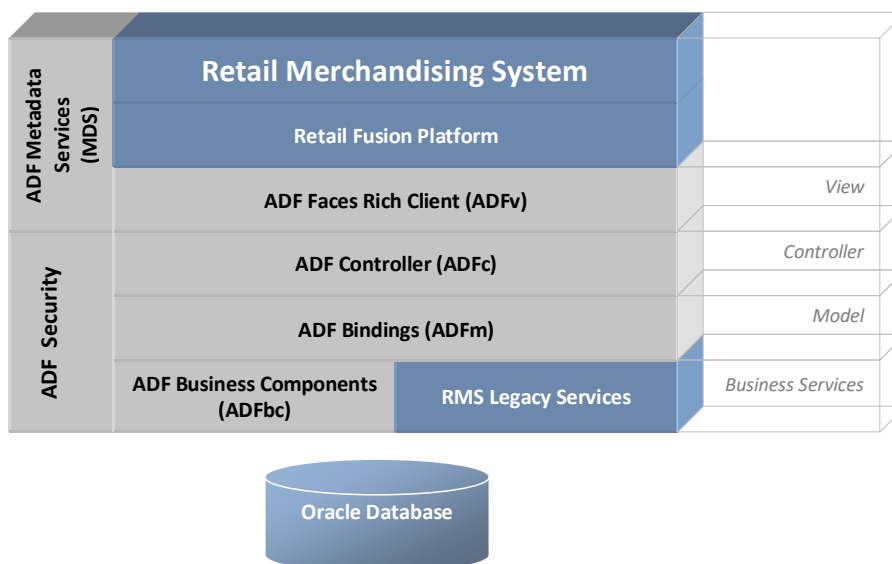 ADF Metadata
Services
(MDS)
Retail Merchandising System
Retail Fusion Platform
ADF Faces Rich Client (ADFv)
View
ADF Security
ADF Controller (ADFc)
Controller
ADF Bindings (ADFm)
Model
ADF Business Components
(ADFbc)
RMS Legacy Services
Business Services
Oracle Database